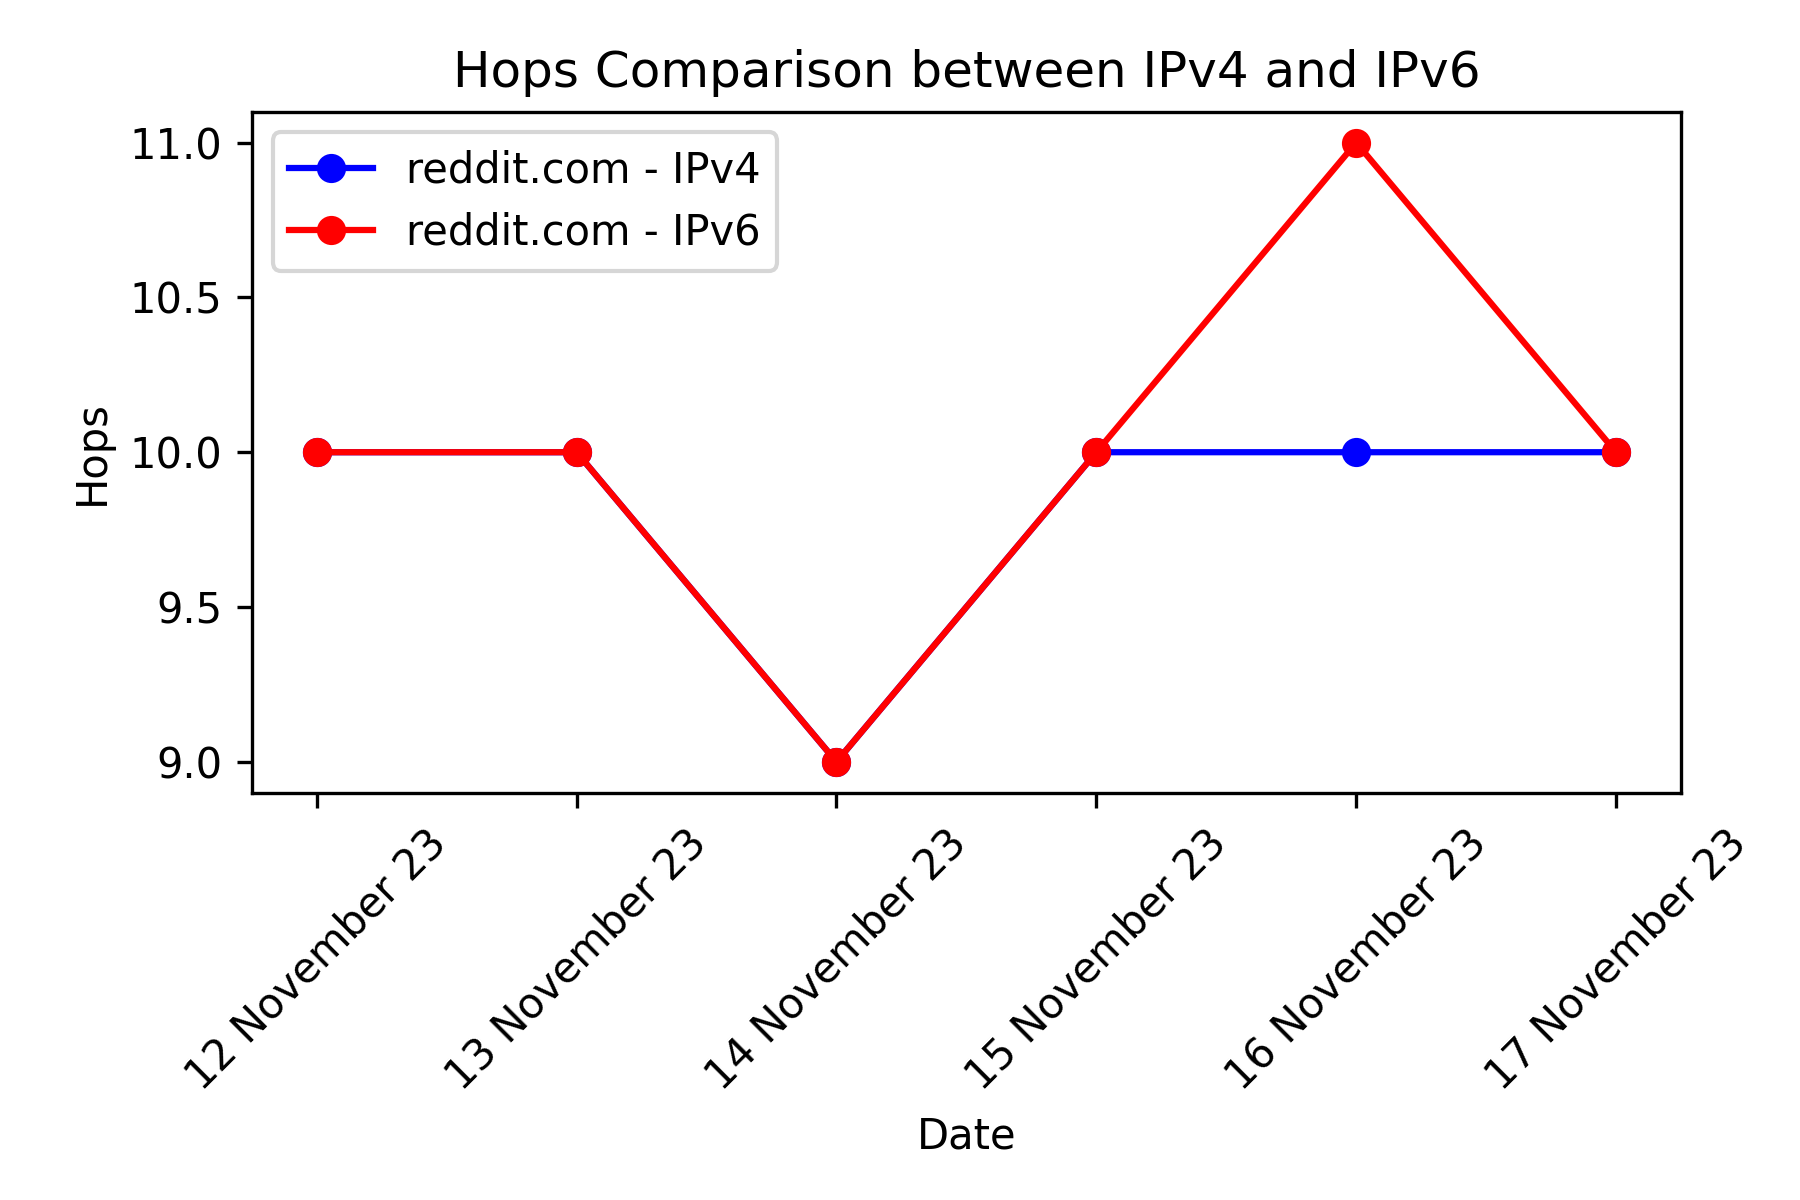 Hops Comparison between IPv4 and IPv6
reddit.com - IPv4
reddit.com - IPv6
11.0
10.5
10.0
9.5
9.0
Hops
12 November 23
13 November 23
14 November 23
15 November 23
16 November 23
17 November 23
Date